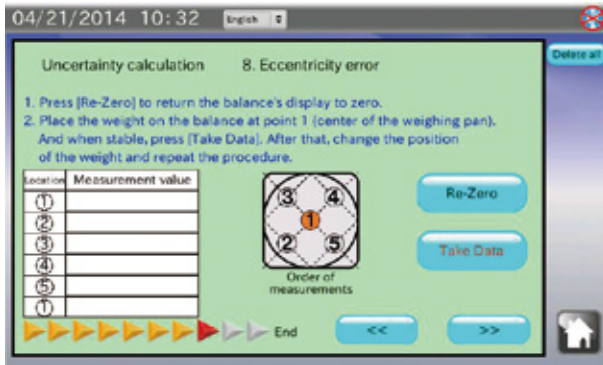 04/21/2014 10:32 English
Delete all
Uncertainty calculation 8. Eccentricity error
1. Press [Re-Zero] to return the balance's display to zero.
2. Place the weight on the balance at point 1 (center of the weighing pan).
And when stable, press [Take Data]. After that, change the position
of the weight and repeat the procedure.
Location Measurement value
①
②
③
④
⑤
①
③ ④
①
② ⑤
Order of
measurements
Re-Zero
Take Data
End << >>